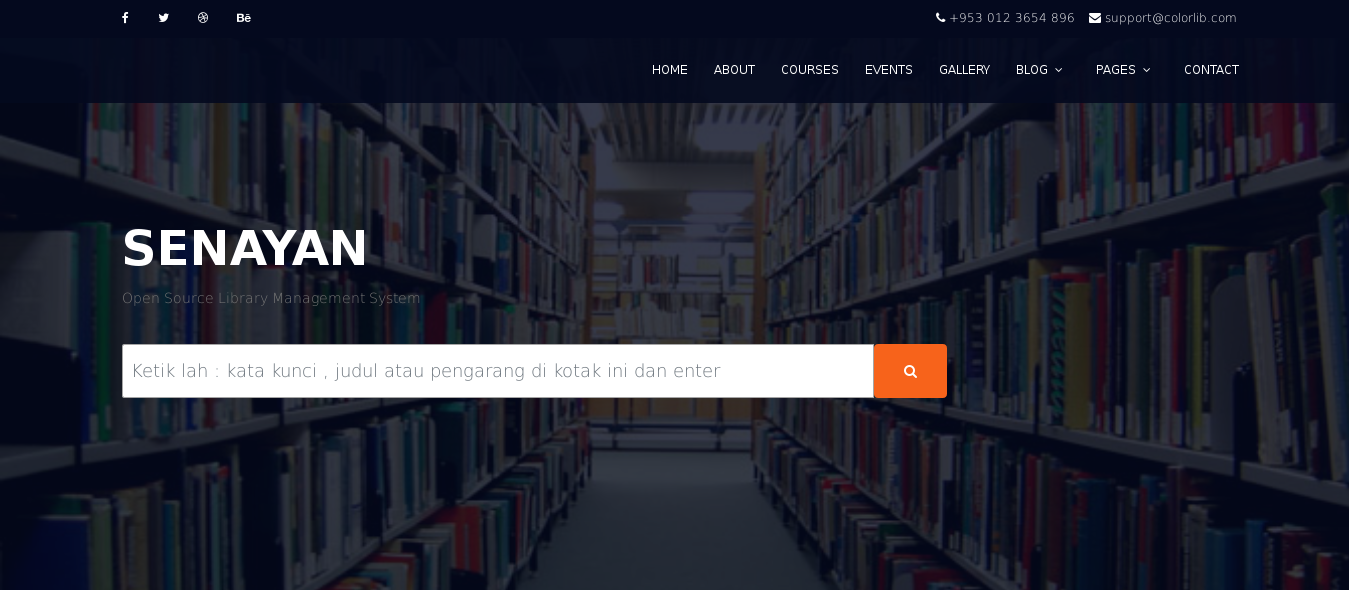 +953 012 3654 896 support@colorlib.com
HOME ABOUT COURSES EVENTS GALLERY BLOG PAGES CONTACT
SENAYAN
Open Source Library Management System
Ketik lah : kata kunci , judul atau pengarang di kotak ini dan enter